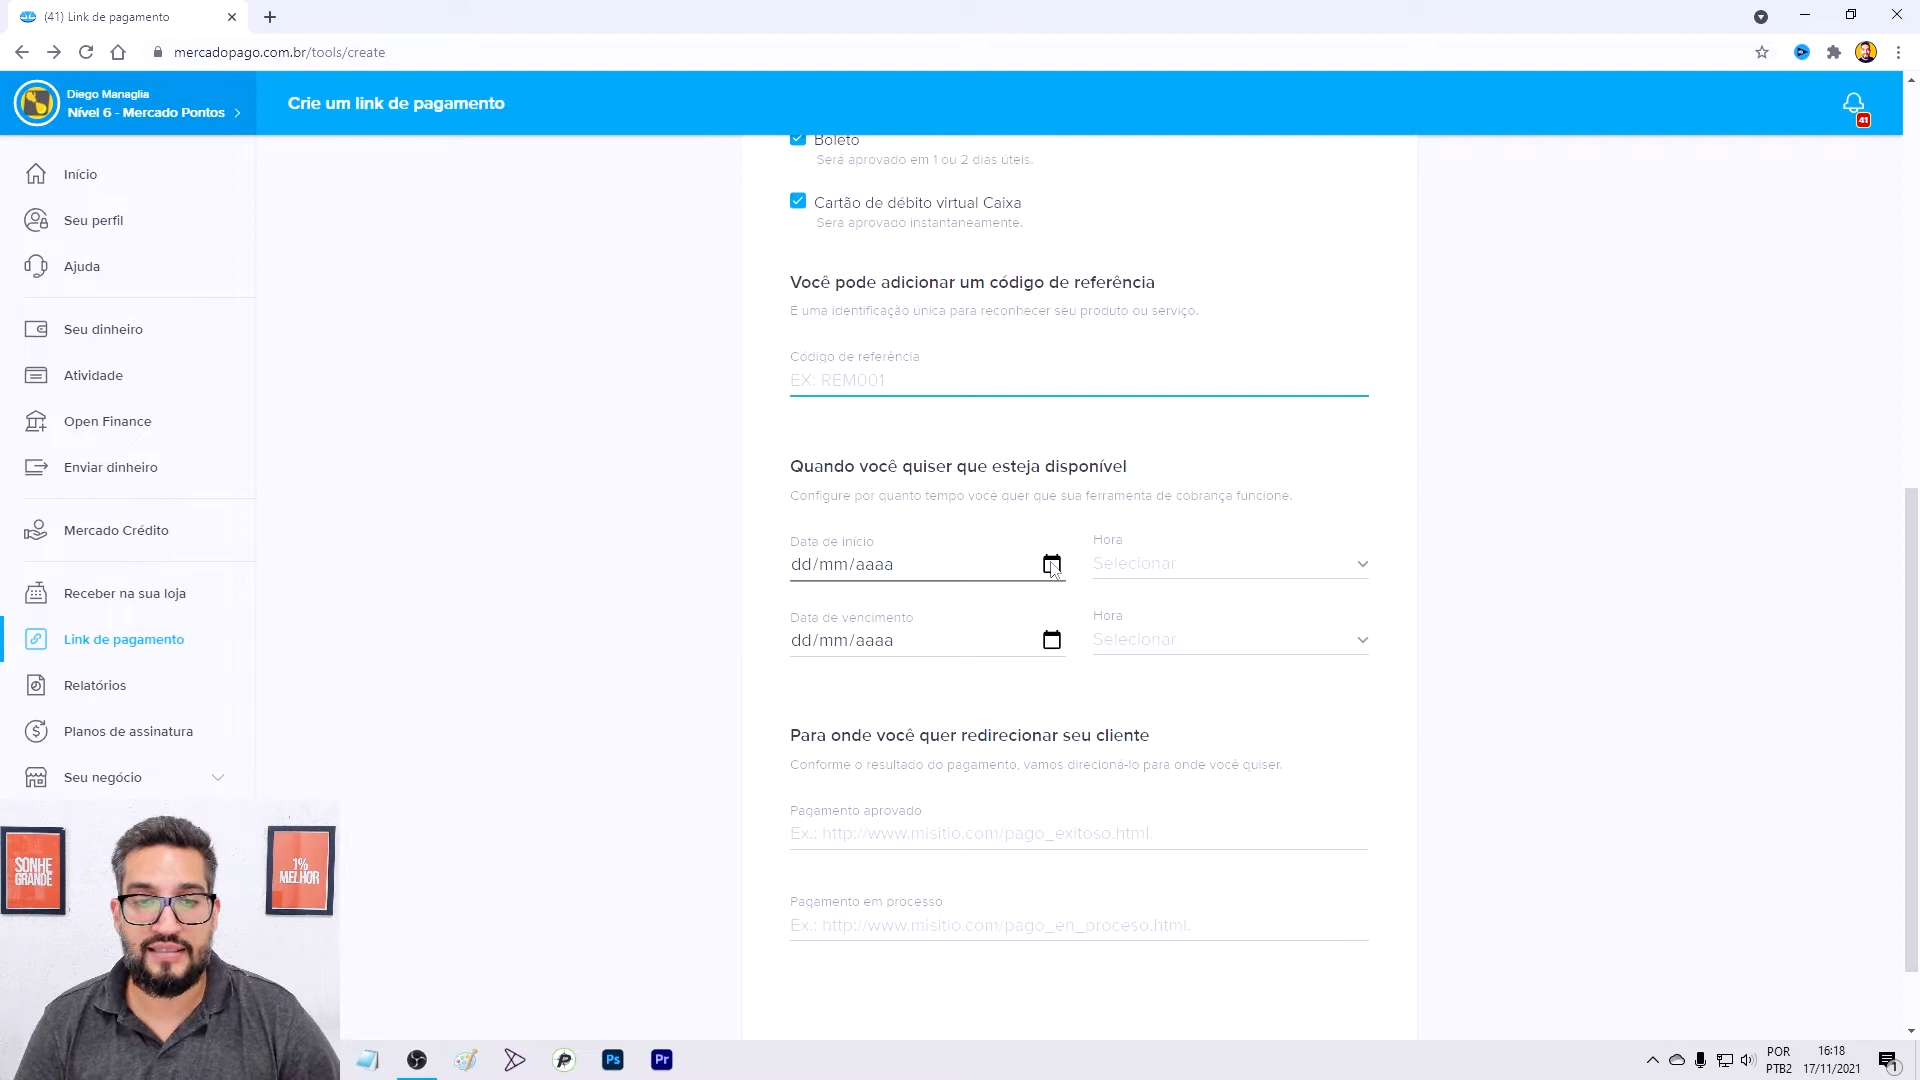 (41) Link de pagamento
mercadopago.com.br/tools/create
Diego Managlia
Nível 6 - Mercado Pontos
Crie um link de pagamento
41
Início
Seu perfil
Ajuda
Seu dinheiro
Atividade
Open Finance
Enviar dinheiro
Mercado Crédito
Receber na sua loja
Link de pagamento
Relatórios
Planos de assinatura
Seu negócio
Boleto
Será aprovado em 1 ou 2 dias úteis.
Cartão de débito virtual Caixa
Será aprovado instantaneamente.
Você pode adicionar um código de referência
É uma identificação única para reconhecer seu produto ou serviço.
Código de referência
EX: REM001
Quando você quiser que esteja disponível
Configure por quanto tempo você quer que sua ferramenta de cobrança funcione.
Data de início
Hora
dd/mm/aaaa
Selecionar
Data de vencimento
Hora
dd/mm/aaaa
Selecionar
Para onde você quer redirecionar seu cliente
Conforme o resultado do pagamento, vamos direcioná-lo para onde você quiser.
Pagamento aprovado
Ex.: http://www.misitio.com/pago_exitoso.html.
Pagamento em processo
Ex.: http://www.misitio.com/pago_en_proceso.html.
SONHE
GRANDE
1%
MELHOR
Ps
Pr
POR
PTB2
16:18
17/11/2021
1